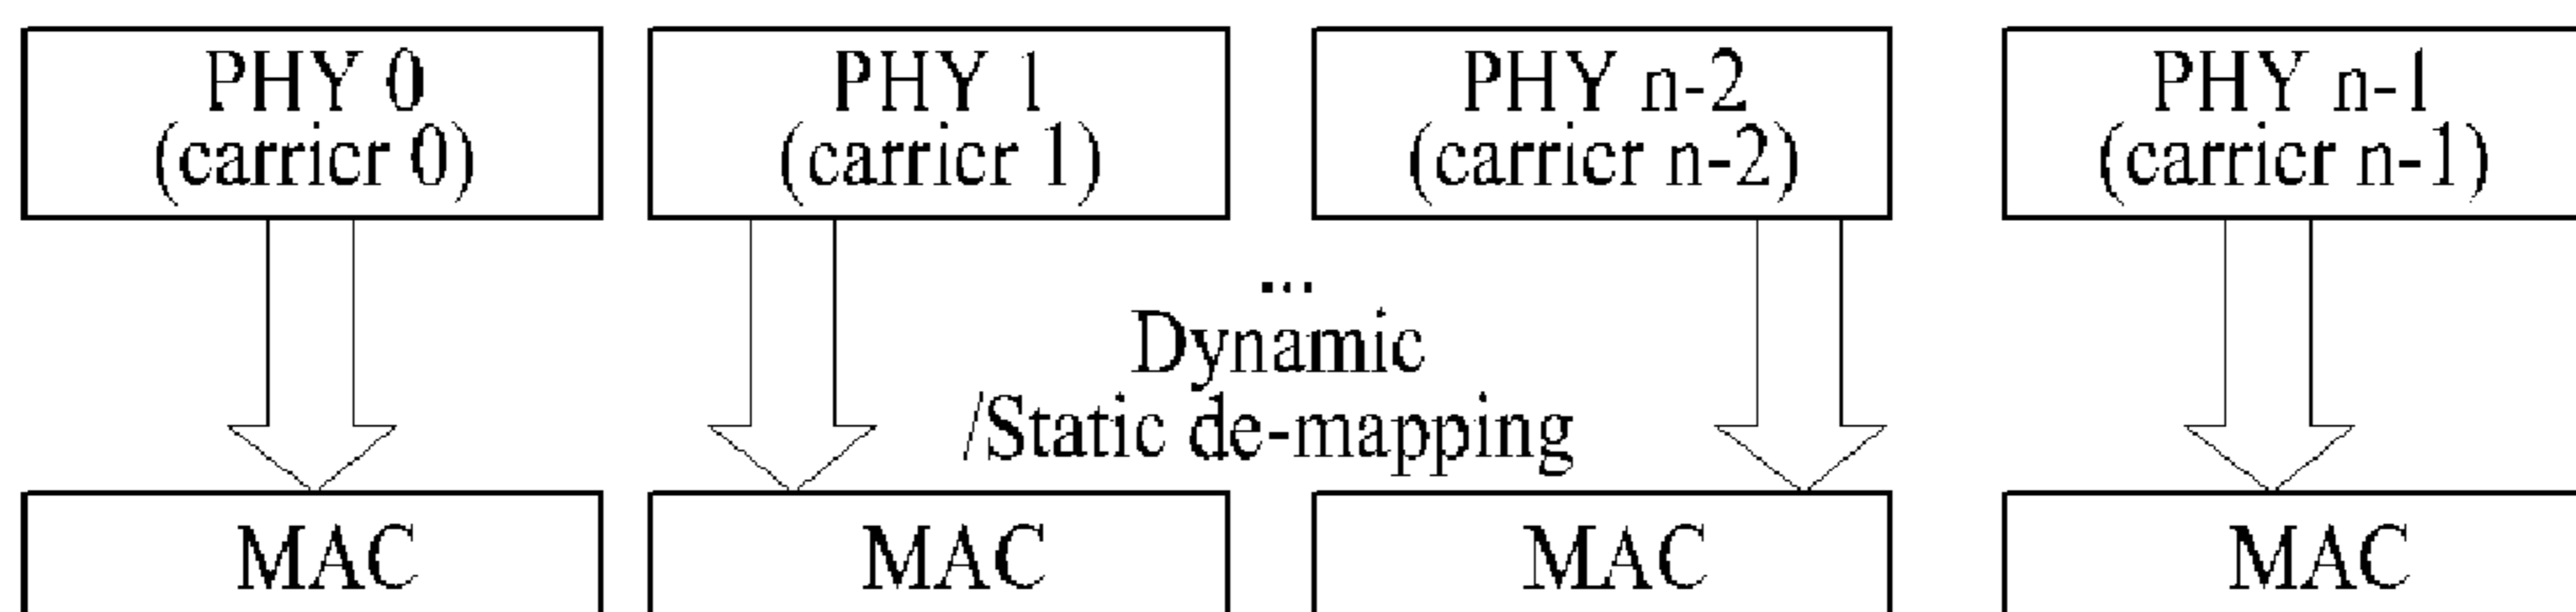 PHY 0
(carrier 0)
PHY 1
(carrier 1)
PHY n-2
(carrier n-2)
PHY n-1
(carrier n-1)
...
Dynamic
/Static de-mapping
MAC
MAC
MAC
MAC